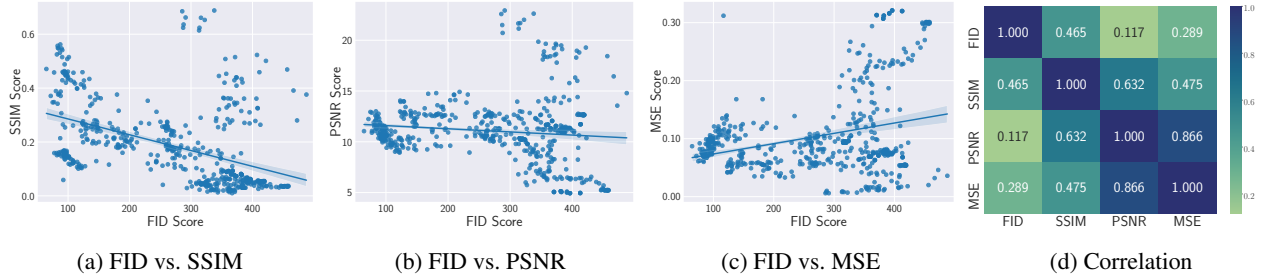 SSIM Score
0.6
0.4
0.2
0.0
100 200 300 400
FID Score
(a) FID vs. SSIM
PSNR Score
20
15
10
5
100 200 300 400
FID Score
(b) FID vs. PSNR
MSE Score
0.30
0.20
0.10
0.00
100 200 300 400
FID Score
(c) FID vs. MSE
FID 1.000 0.465 0.117 0.289
SSIM 0.465 1.000 0.632 0.475
PSNR 0.117 0.632 1.000 0.866
MSE 0.289 0.475 0.866 1.000
FID SSIM PSNR MSE
1.0
0.8
0.6
0.4
0.2
(d) Correlation